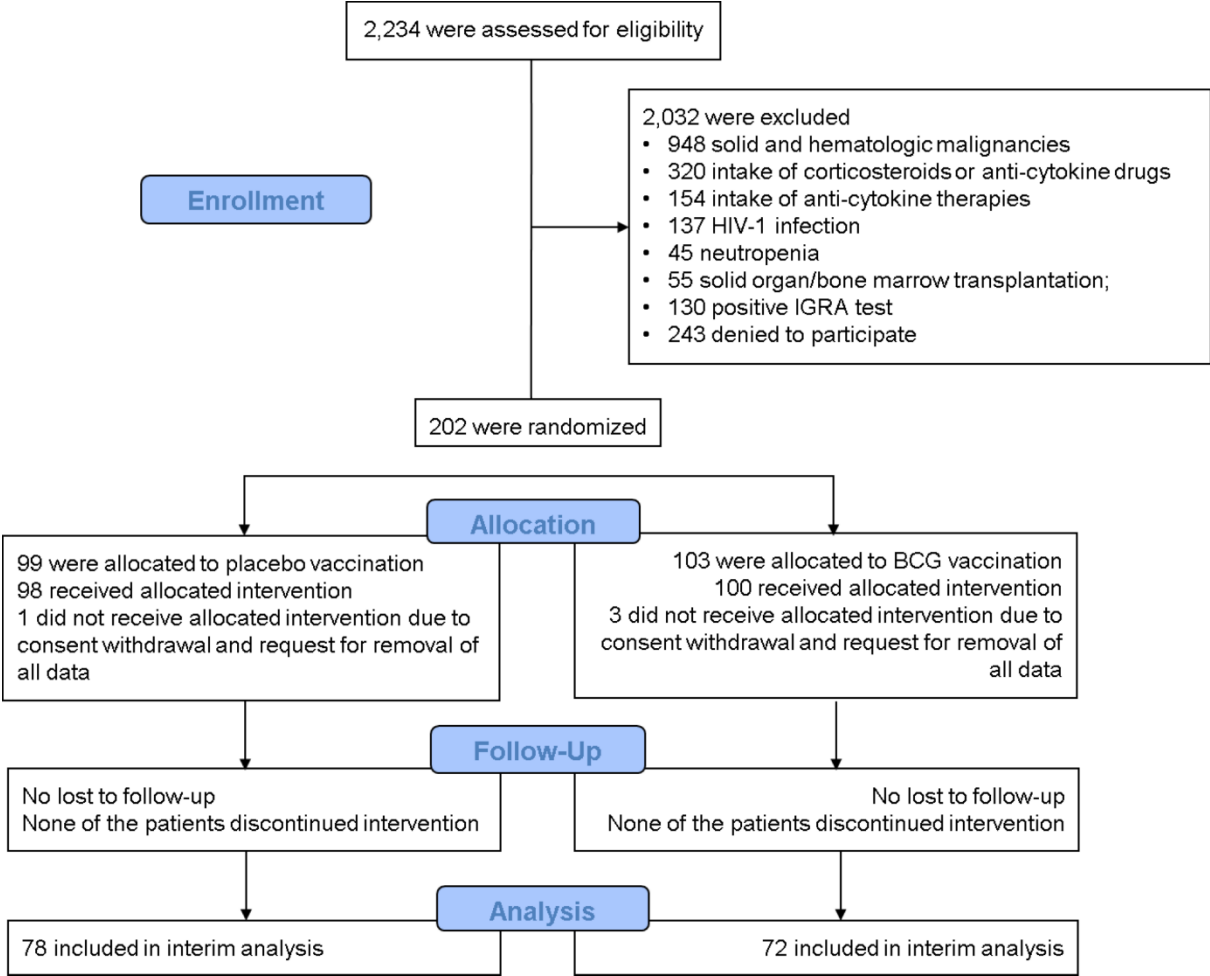 2,234 were assessed for eligibility
2,032 were excluded
• 948 solid and hematologic malignancies
• 320 intake of corticosteroids or anti-cytokine drugs
• 154 intake of anti-cytokine therapies
• 137 HIV-1 infection
• 45 neutropenia
• 55 solid organ/bone marrow transplantation;
• 130 positive IGRA test
• 243 denied to participate
Enrollment
202 were randomized
Allocation
99 were allocated to placebo vaccination
98 received allocated intervention
1 did not receive allocated intervention due to
consent withdrawal and request for removal of
all data
103 were allocated to BCG vaccination
100 received allocated intervention
3 did not receive allocated intervention due to
consent withdrawal and request for removal of
all data
Follow-Up
No lost to follow-up
None of the patients discontinued intervention
No lost to follow-up
None of the patients discontinued intervention
Analysis
78 included in interim analysis
72 included in interim analysis